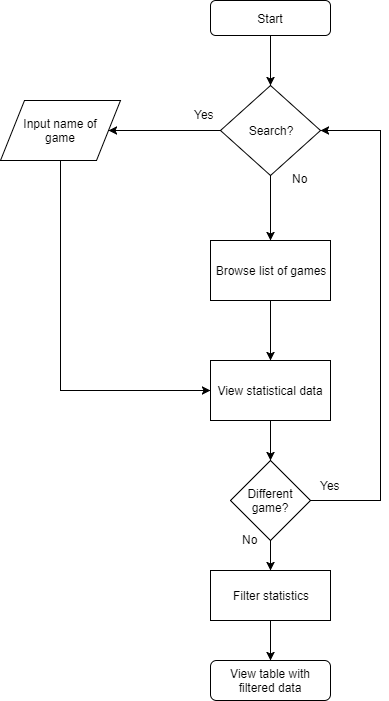 Start
Yes
Search?
Input name of
game
No
Browse list of games
View statistical data
Different
game?
Yes
No
Filter statistics
View table with
filtered data